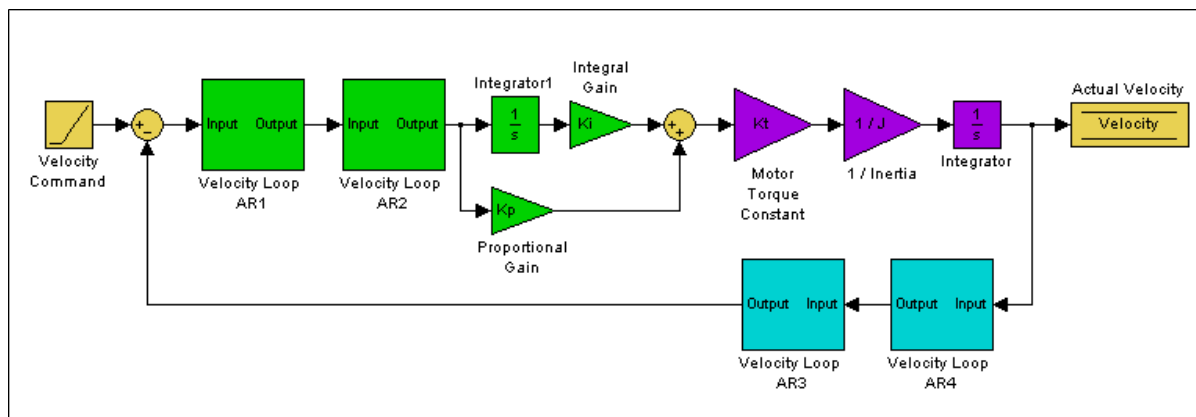 Velocity
Command
+
-
Input Output
Velocity Loop
AR1
Input Output
Velocity Loop
AR2
Integrator1
1
s
Integral
Gain
Ki
Kp
Proportional
Gain
+
+
Kt
Motor
Torque
Constant
1 / J
1 / Inertia
1
s
Integrator
Actual Velocity
Velocity
Output Input
Velocity Loop
AR3
Output Input
Velocity Loop
AR4